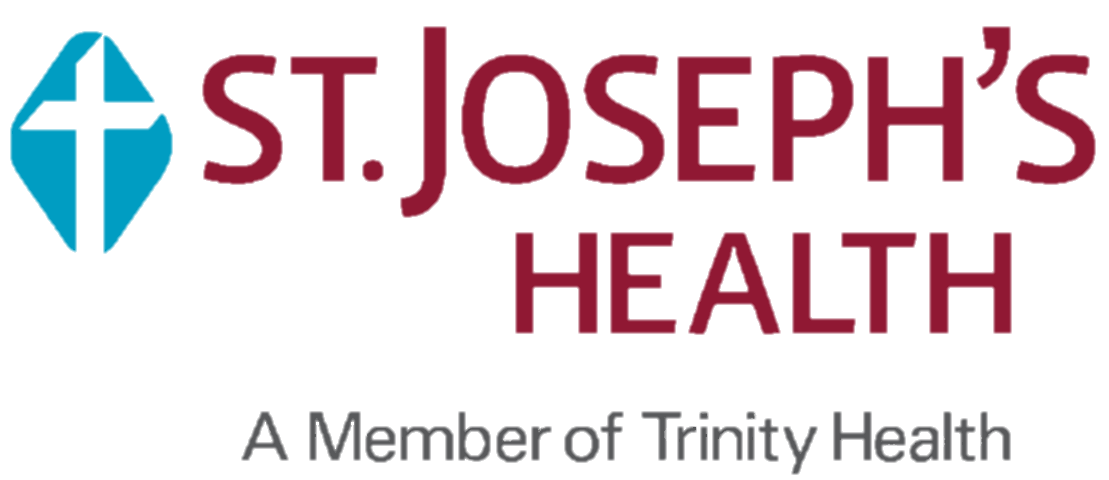 ST. JOSEPH'S
HEALTH
A Member of Trinity Health